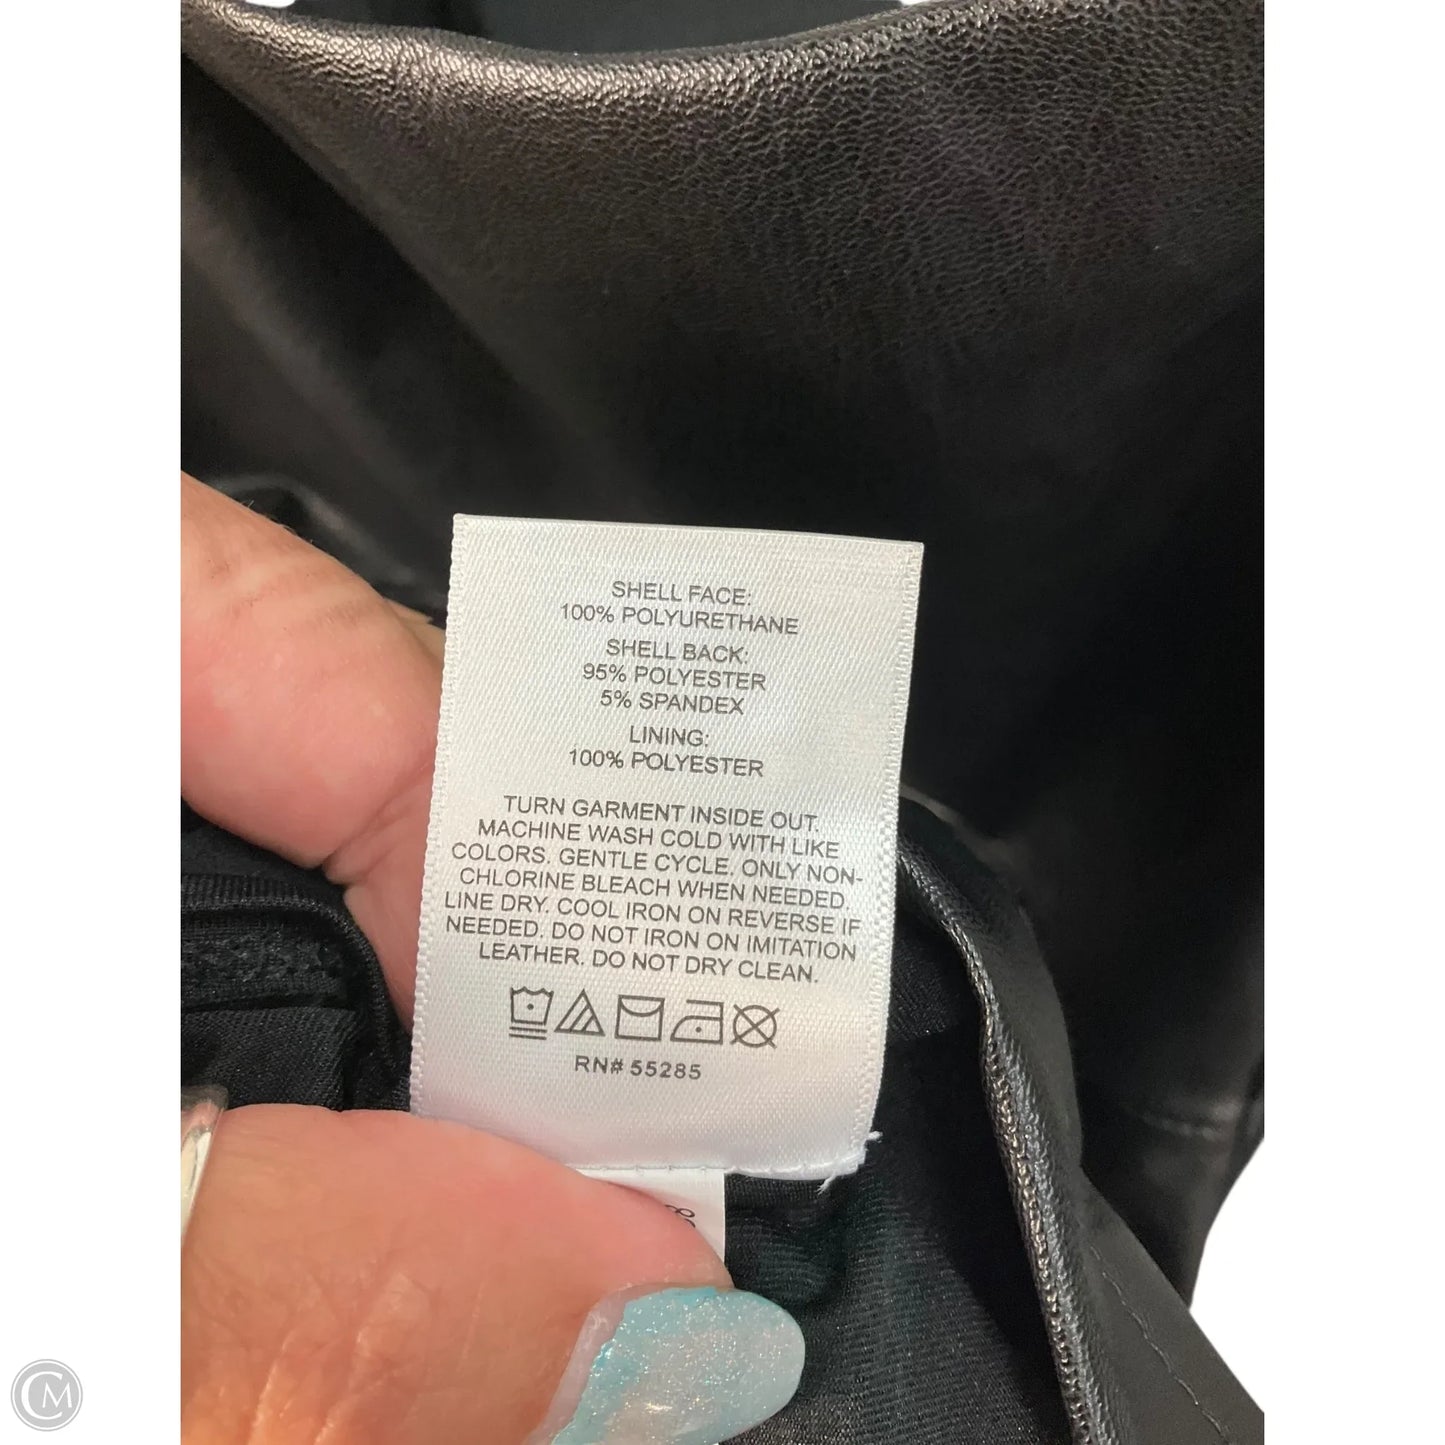 SHELL FACE:
100% POLYURETHANE
SHELL BACK:
95% POLYESTER
5% SPANDEX
LINING:
100% POLYESTER
TURN GARMENT INSIDE OUT.
MACHINE WASH COLD WITH LIKE
COLORS. GENTLE CYCLE. ONLY NON-
CHLORINE BLEACH WHEN NEEDED.
LINE DRY. COOL IRON ON REVERSE IF
NEEDED. DO NOT IRON ON IMITATION
LEATHER. DO NOT DRY CLEAN.
RN# 55285
CM